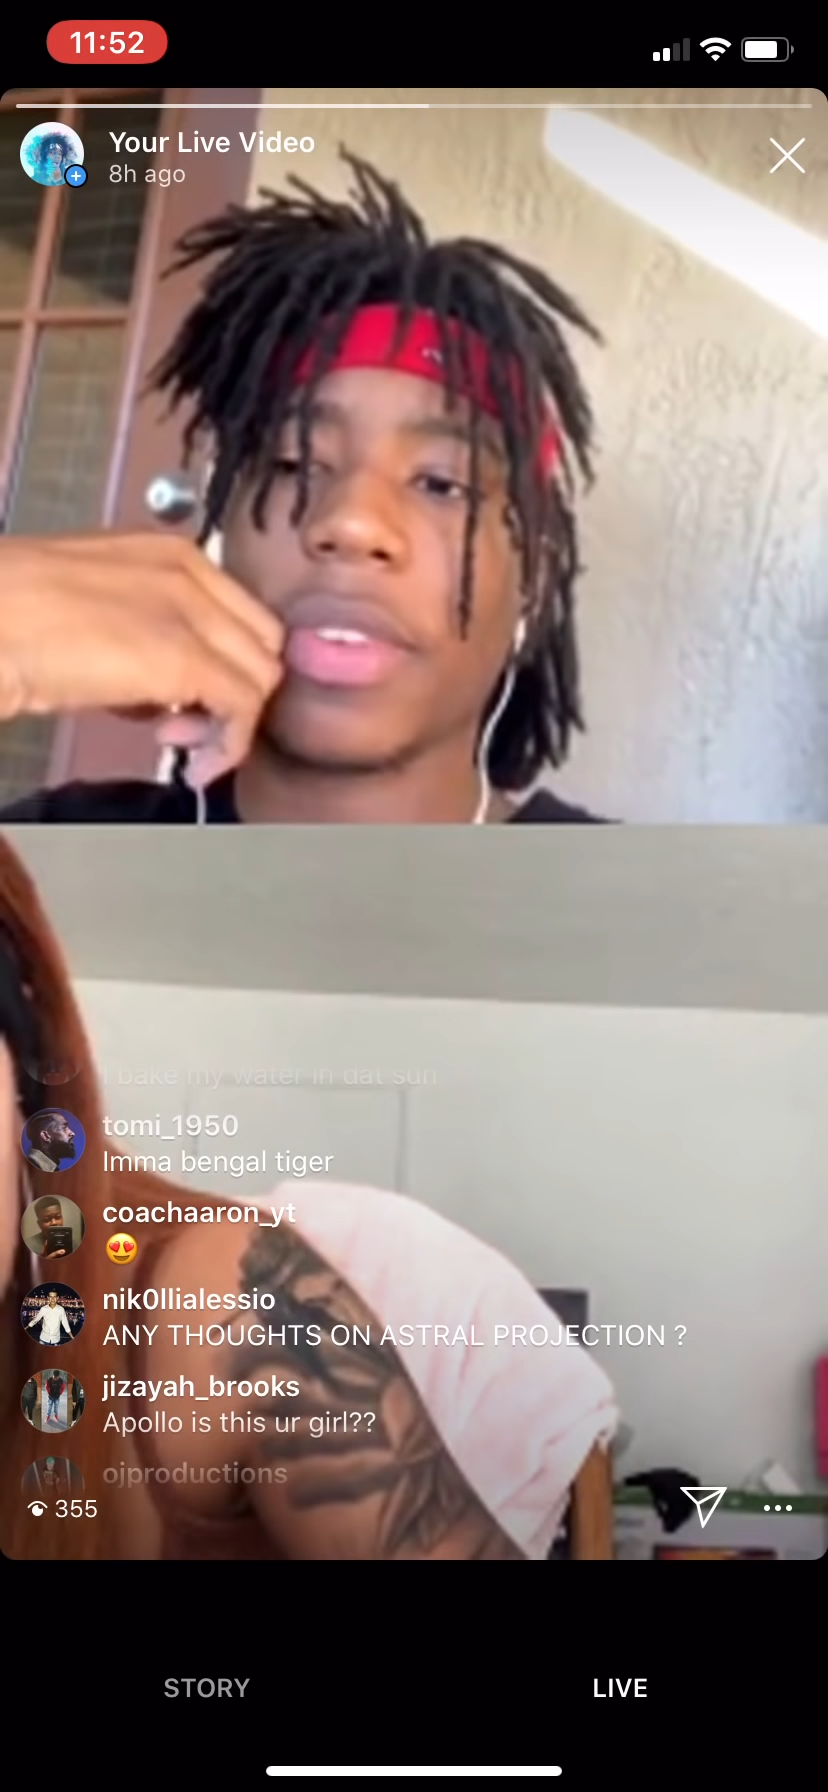 11:52
Your Live Video
8h ago
I bake my water in dat sun
tomi_1950
Imma bengal tiger
coachaaron_yt
😍
nik0llialessio
ANY THOUGHTS ON ASTRAL PROJECTION ?
jizayah_brooks
Apollo is this ur girl??
ojproductions
355
STORY
LIVE